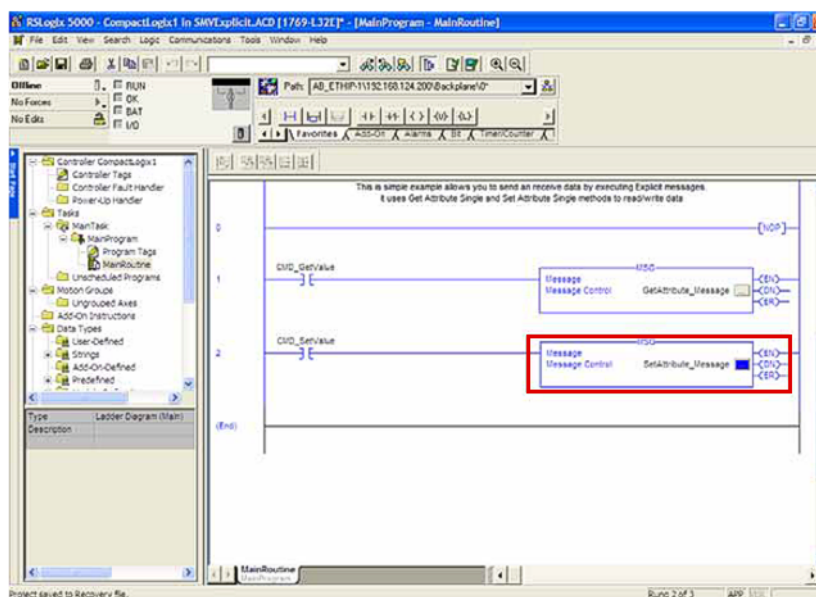 RSLogix 5000 - CompactLogix1 in SMVExplicit.ACD [1769-L32E]* - [MainProgram - MainRoutine]
File Edit View Search Logic Communications Tools Window Help
Offline
RUN
No Forces
OK
BAT
No Edits
I/O
Path: AB_ETHIP-1\192.168.124.200\Backplane\0*
Favorites Add-On Alarms Bit Timer/Counter
Start Page
Controller CompactLogix1
Controller Tags
Controller Fault Handler
Power-Up Handler
Tasks
MainTask
MainProgram
Program Tags
MainRoutine
Unscheduled Programs
Motion Groups
Ungrouped Axes
Add-On Instructions
Data Types
User-Defined
Strings
Add-On-Defined
Predefined
Type Ladder Diagram (Main)
Description
This is simple example allows you to send an receive data by executing Explicit messages.
It uses Get Attribute Single and Set Attribute Single methods to read/write data
0
NOP
1
CMD_GetValue
MSG
Message
Message Control GetAttribute_Message ...
EN
DN
ER
2
CMD_SetValue
MSG
Message
Message Control SetAttribute_Message
EN
DN
ER
(End)
MainRoutine
MainProgram
Project saved to Recovery file.
Rung 2 of 3 APP